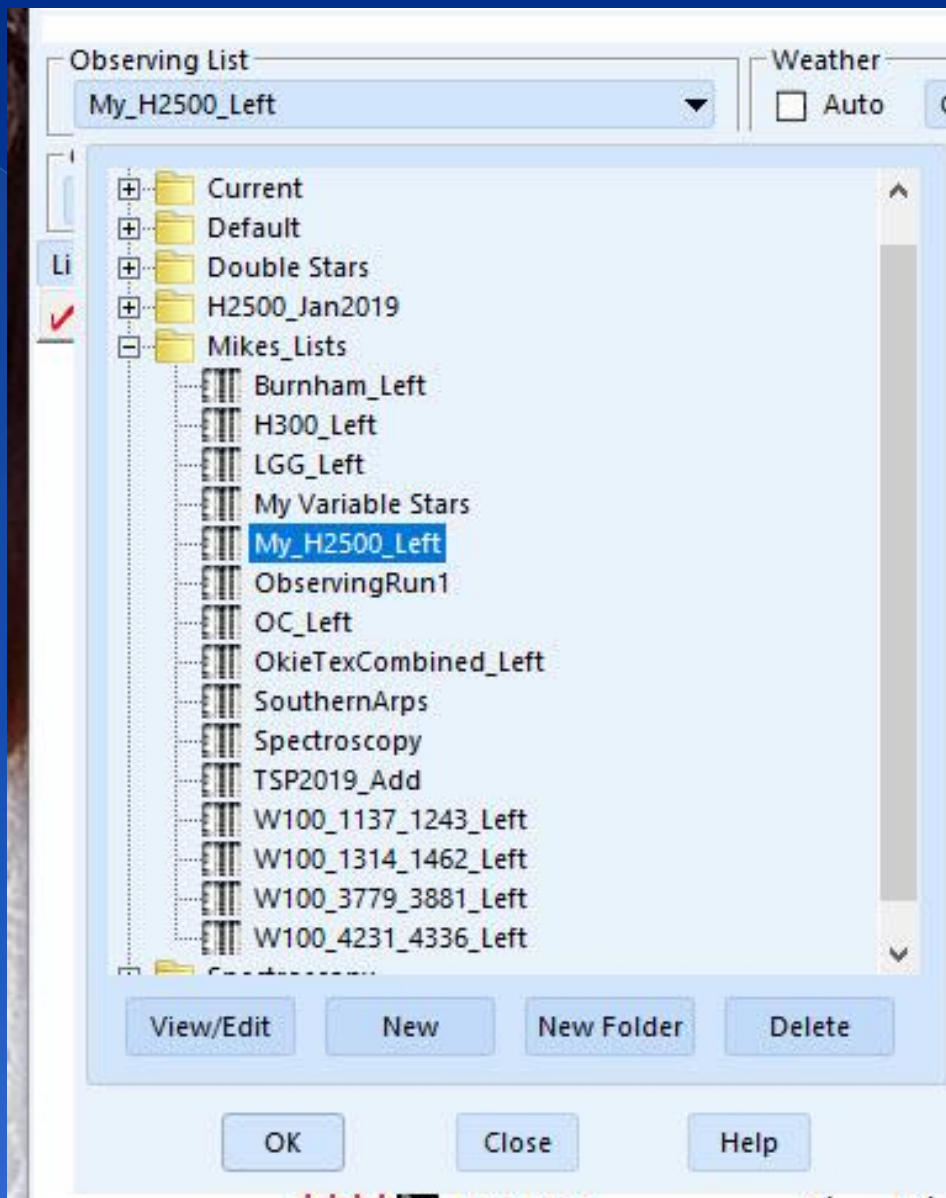 Observing List
Weather
My_H2500_Left
Auto
Li
Current
Default
Double Stars
H2500_Jan2019
Mikes_Lists
Burnham_Left
H300_Left
LGG_Left
My Variable Stars
My_H2500_Left
ObservingRun1
OC_Left
OkieTexCombined_Left
SouthernArps
Spectroscopy
TSP2019_Add
W100_1137_1243_Left
W100_1314_1462_Left
W100_3779_3881_Left
W100_4231_4336_Left
Spectroscopy
View/Edit
New
New Folder
Delete
OK
Close
Help